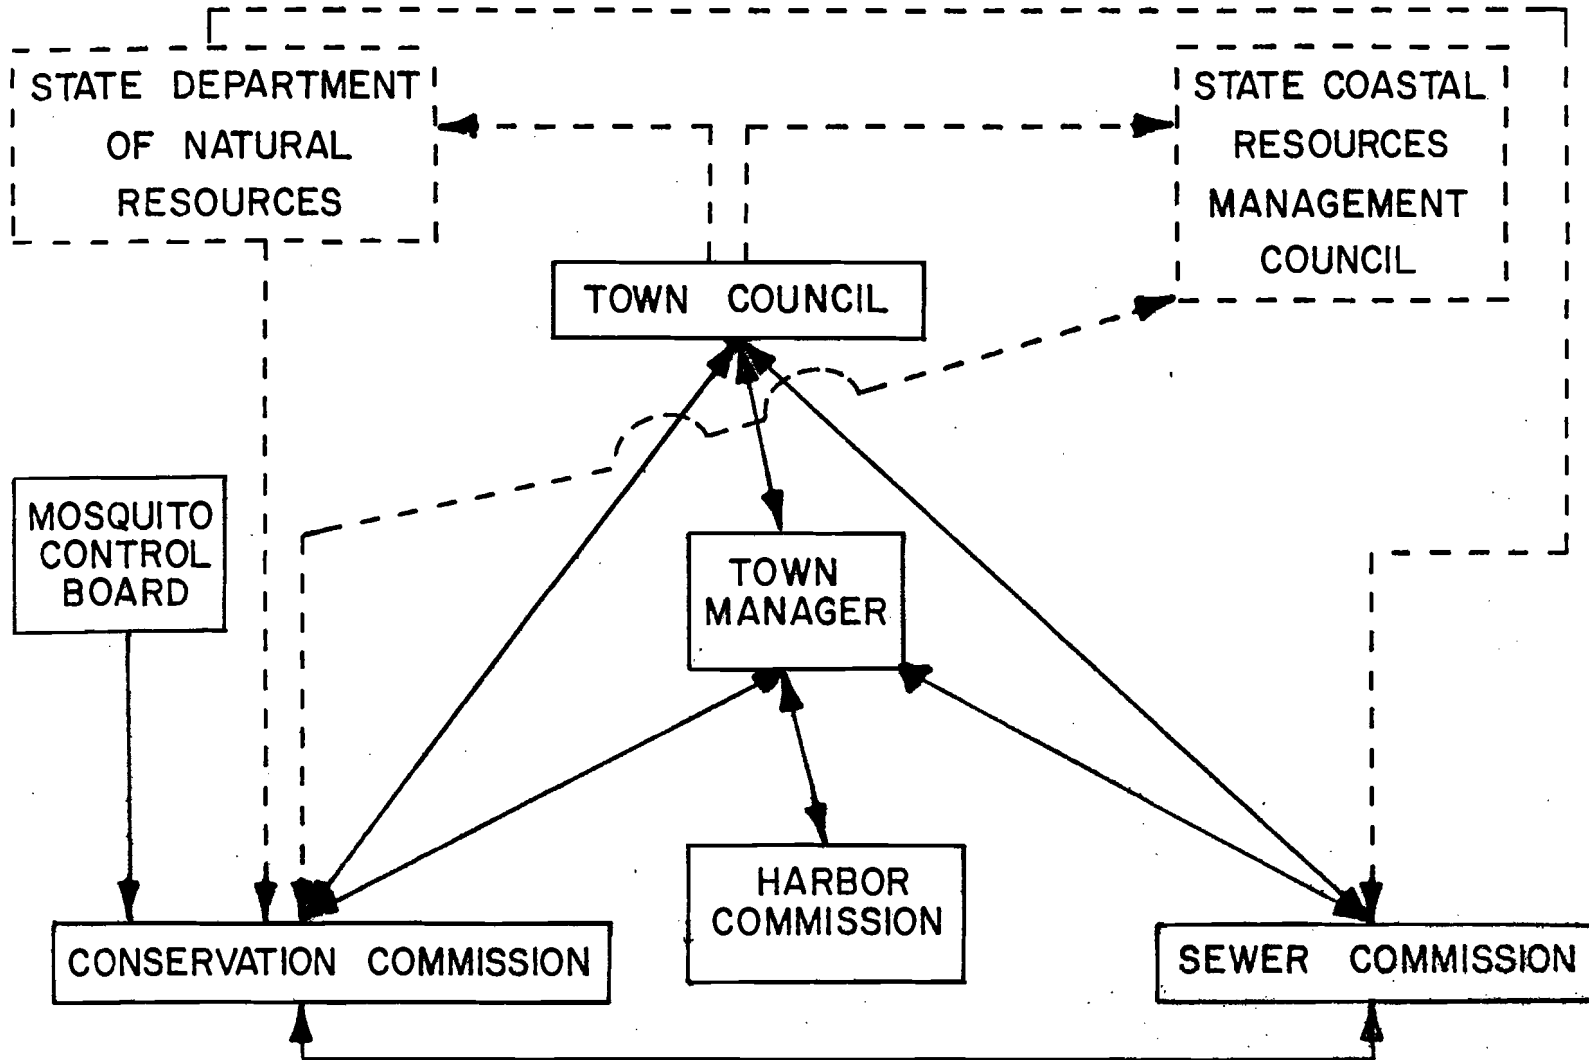 STATE DEPARTMENT
OF NATURAL
RESOURCES
STATE COASTAL
RESOURCES
MANAGEMENT
COUNCIL
TOWN COUNCIL
MOSQUITO
CONTROL
BOARD
TOWN
MANAGER
HARBOR
COMMISSION
CONSERVATION COMMISSION
SEWER COMMISSION